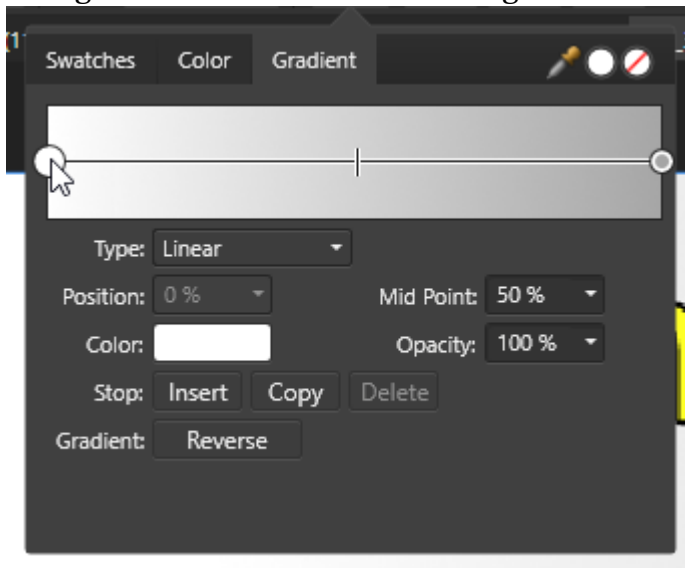 Swatches Color Gradient
Type: Linear
Position: 0 % Mid Point: 50 %
Color: Opacity: 100 %
Stop: Insert Copy Delete
Gradient: Reverse